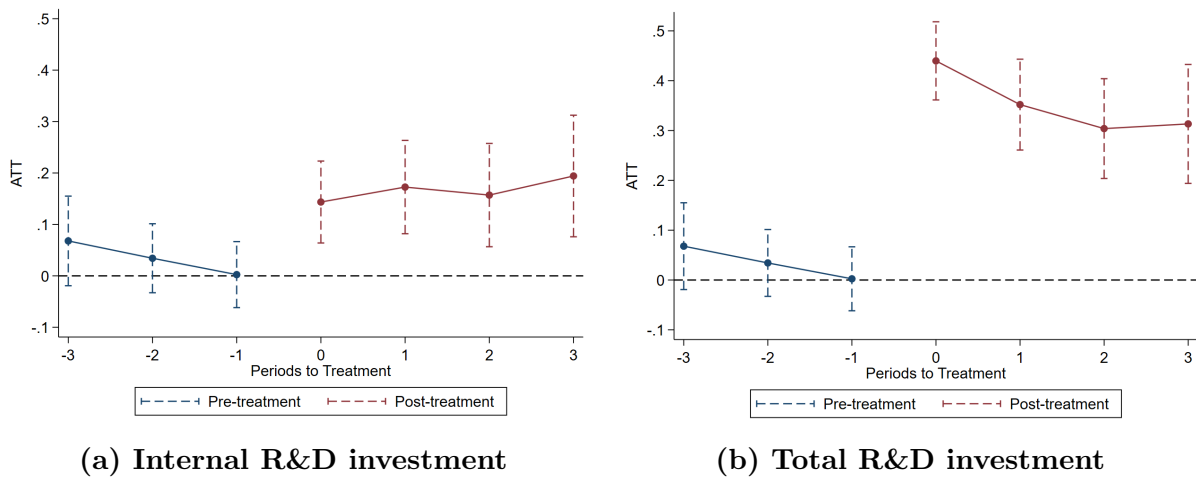 .5
.4
.3
.2
.1
0
-.1
ATT
-3 -2 -1 0 1 2 3
Periods to Treatment
Pre-treatment Post-treatment
(a) Internal R&D investment
.5
.4
.3
.2
.1
0
-.1
ATT
-3 -2 -1 0 1 2 3
Periods to Treatment
Pre-treatment Post-treatment
(b) Total R&D investment